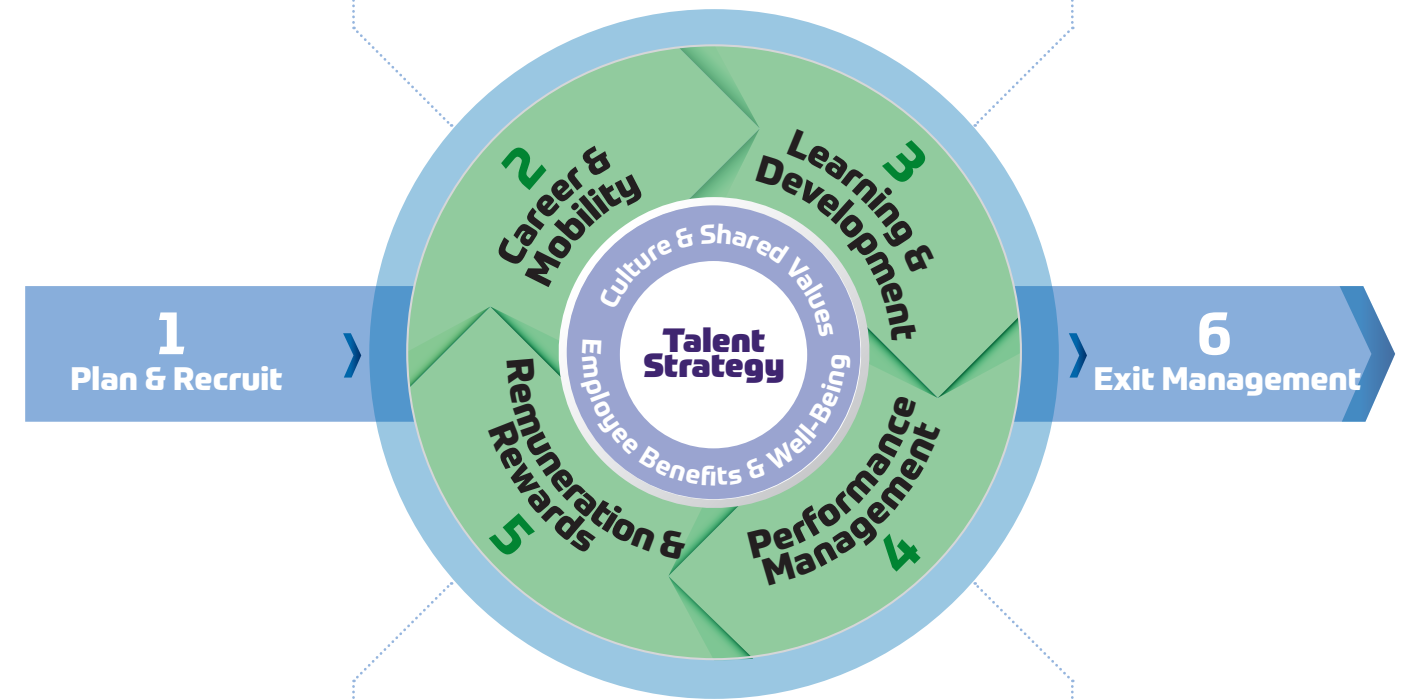 1
Plan & Recruit
2
Career &
Mobility
3
Learning &
Development
4
Performance
Management
5
Remuneration &
Rewards
6
Exit Management
Culture & Shared Values
Employee Benefits & Well-Being
Talent
Strategy